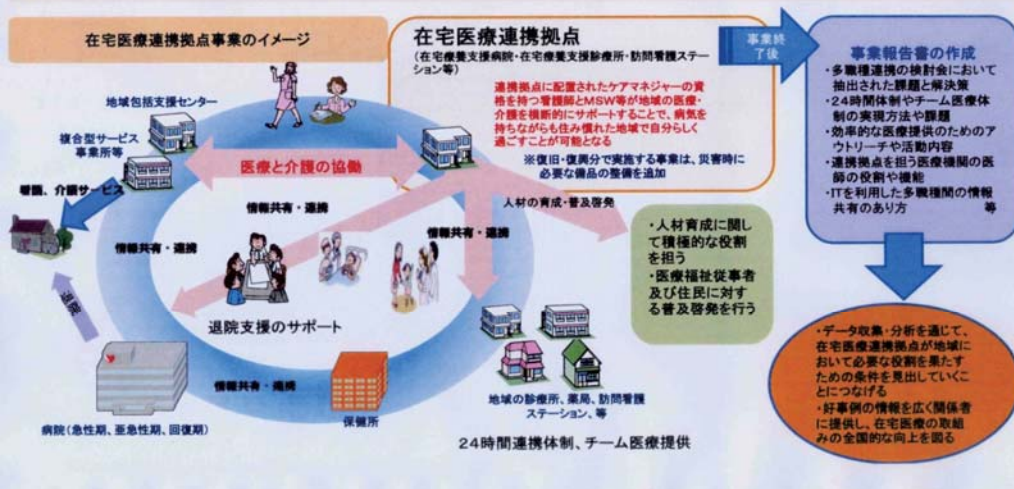 在宅医療連携拠点事業のイメージ
在宅医療連携拠点
(在宅療養支援病院・在宅療養支援診療所・訪問看護ステー
ション等)
連携拠点に配置されたケアマネジャーの資
格を持つ看護師とMSW等が地域の医療・
介護を横断的にサポートすることで、病気を
持ちながらも住み慣れた地域で自分らしく
過ごすことが可能となる
※復旧・復興分で実施する事業は、災害時に
必要な備品の整備を追加
事業終
了後
事業報告書の作成
・多職種連携の検討会において
抽出された課題と解決策
・24時間体制やチーム医療体
制の実現方法や課題
・効率的な医療提供のためのア
ウトリーチや活動内容
・連携拠点を担う医療機関の医
師の役割や機能
・ITを利用した多職種間の情報
共有のあり方 等
地域包括支援センター
複合型サービス
事業所等
医療と介護の協働
看護、介護サービス
情報共有・連携
情報共有・連携
情報共有・連携
人材の育成・普及啓発
・人材育成に関し
て積極的な役割
を担う
・医療福祉従事者
及び住民に対す
る普及啓発を行う
退院
退院支援のサポート
情報共有・連携
病院(急性期、亜急性期、回復期)
保健所
地域の診療所、薬局、訪問看護
ステーション、等
24時間連携体制、チーム医療提供
・データ収集・分析を通じて、
在宅医療連携拠点が地域に
おいて必要な役割を果たす
ための条件を見出していくこ
とにつなげる
・好事例の情報を広く関係者
に提供し、在宅医療の取組
みの全国的な向上を図る